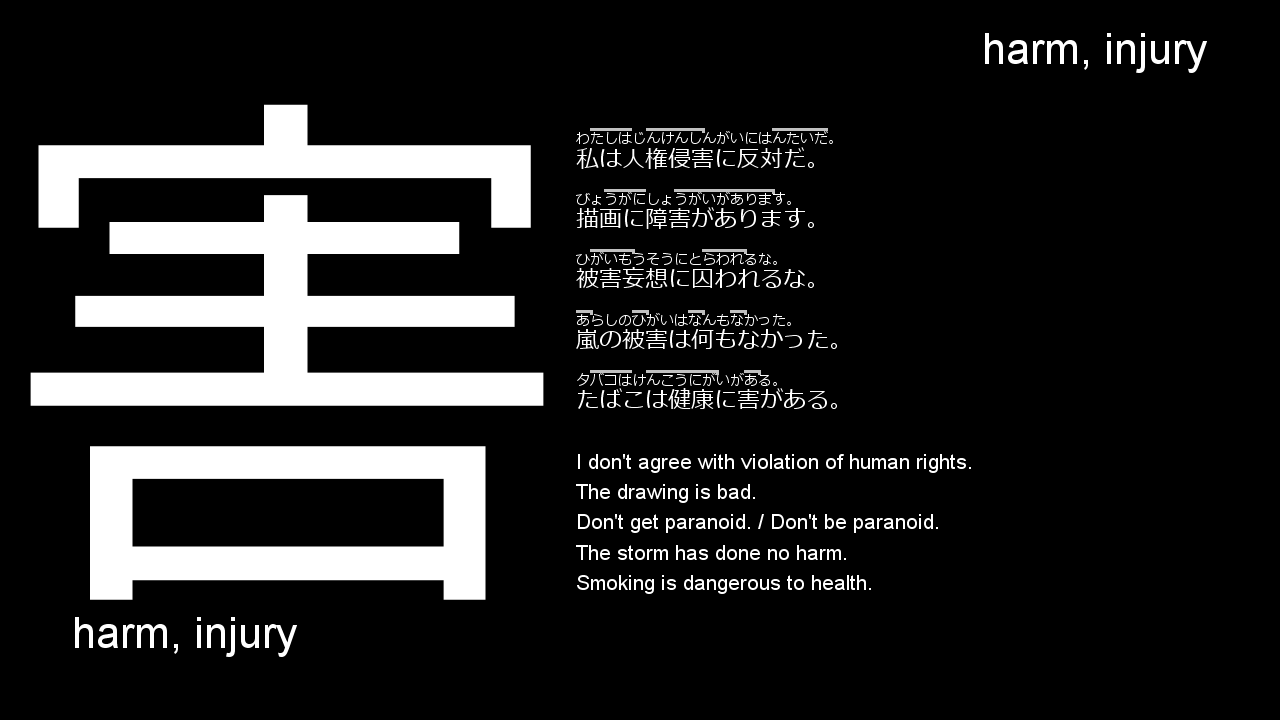 harm, injury
害
わたしはじんけんしんがいにはんたいだ。
私は人権侵害に反対だ。
びょうがにしょうがいがあります。
描画に障害があります。
ひがいもうそうにとらわれるな。
被害妄想に囚われるな。
あらしのひがいはなんもなかった。
嵐の被害は何もなかった。
タバコはけんこうにがいがある。
たばこは健康に害がある。
I don't agree with violation of human rights.
The drawing is bad.
Don't get paranoid. / Don't be paranoid.
The storm has done no harm.
Smoking is dangerous to health.
harm, injury